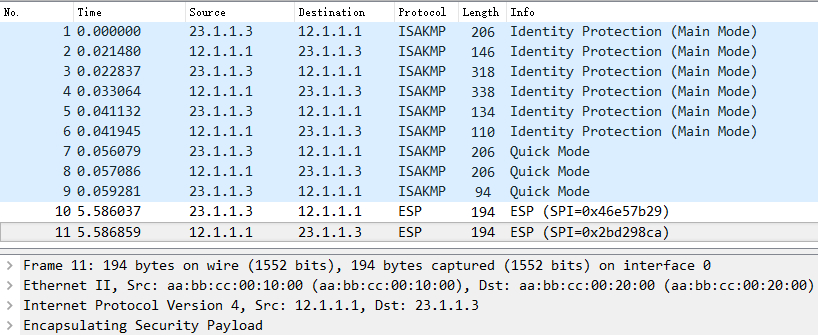 No. Time Source Destination Protocol Length Info
1 0.000000 23.1.1.3 12.1.1.1 ISAKMP 206 Identity Protection (Main Mode)
2 0.021480 12.1.1.1 23.1.1.3 ISAKMP 146 Identity Protection (Main Mode)
3 0.022837 23.1.1.3 12.1.1.1 ISAKMP 318 Identity Protection (Main Mode)
4 0.033064 12.1.1.1 23.1.1.3 ISAKMP 338 Identity Protection (Main Mode)
5 0.041132 23.1.1.3 12.1.1.1 ISAKMP 134 Identity Protection (Main Mode)
6 0.041945 12.1.1.1 23.1.1.3 ISAKMP 110 Identity Protection (Main Mode)
7 0.056079 23.1.1.3 12.1.1.1 ISAKMP 206 Quick Mode
8 0.057086 12.1.1.1 23.1.1.3 ISAKMP 206 Quick Mode
9 0.059281 23.1.1.3 12.1.1.1 ISAKMP 94 Quick Mode
10 5.586037 23.1.1.3 12.1.1.1 ESP 194 ESP (SPI=0x46e57b29)
11 5.586859 12.1.1.1 23.1.1.3 ESP 194 ESP (SPI=0x2bd298ca)
Frame 11: 194 bytes on wire (1552 bits), 194 bytes captured (1552 bits) on interface 0
Ethernet II, Src: aa:bb:cc:00:10:00 (aa:bb:cc:00:10:00), Dst: aa:bb:cc:00:20:00 (aa:bb:cc:00:20:00)
Internet Protocol Version 4, Src: 12.1.1.1, Dst: 23.1.1.3
Encapsulating Security Payload